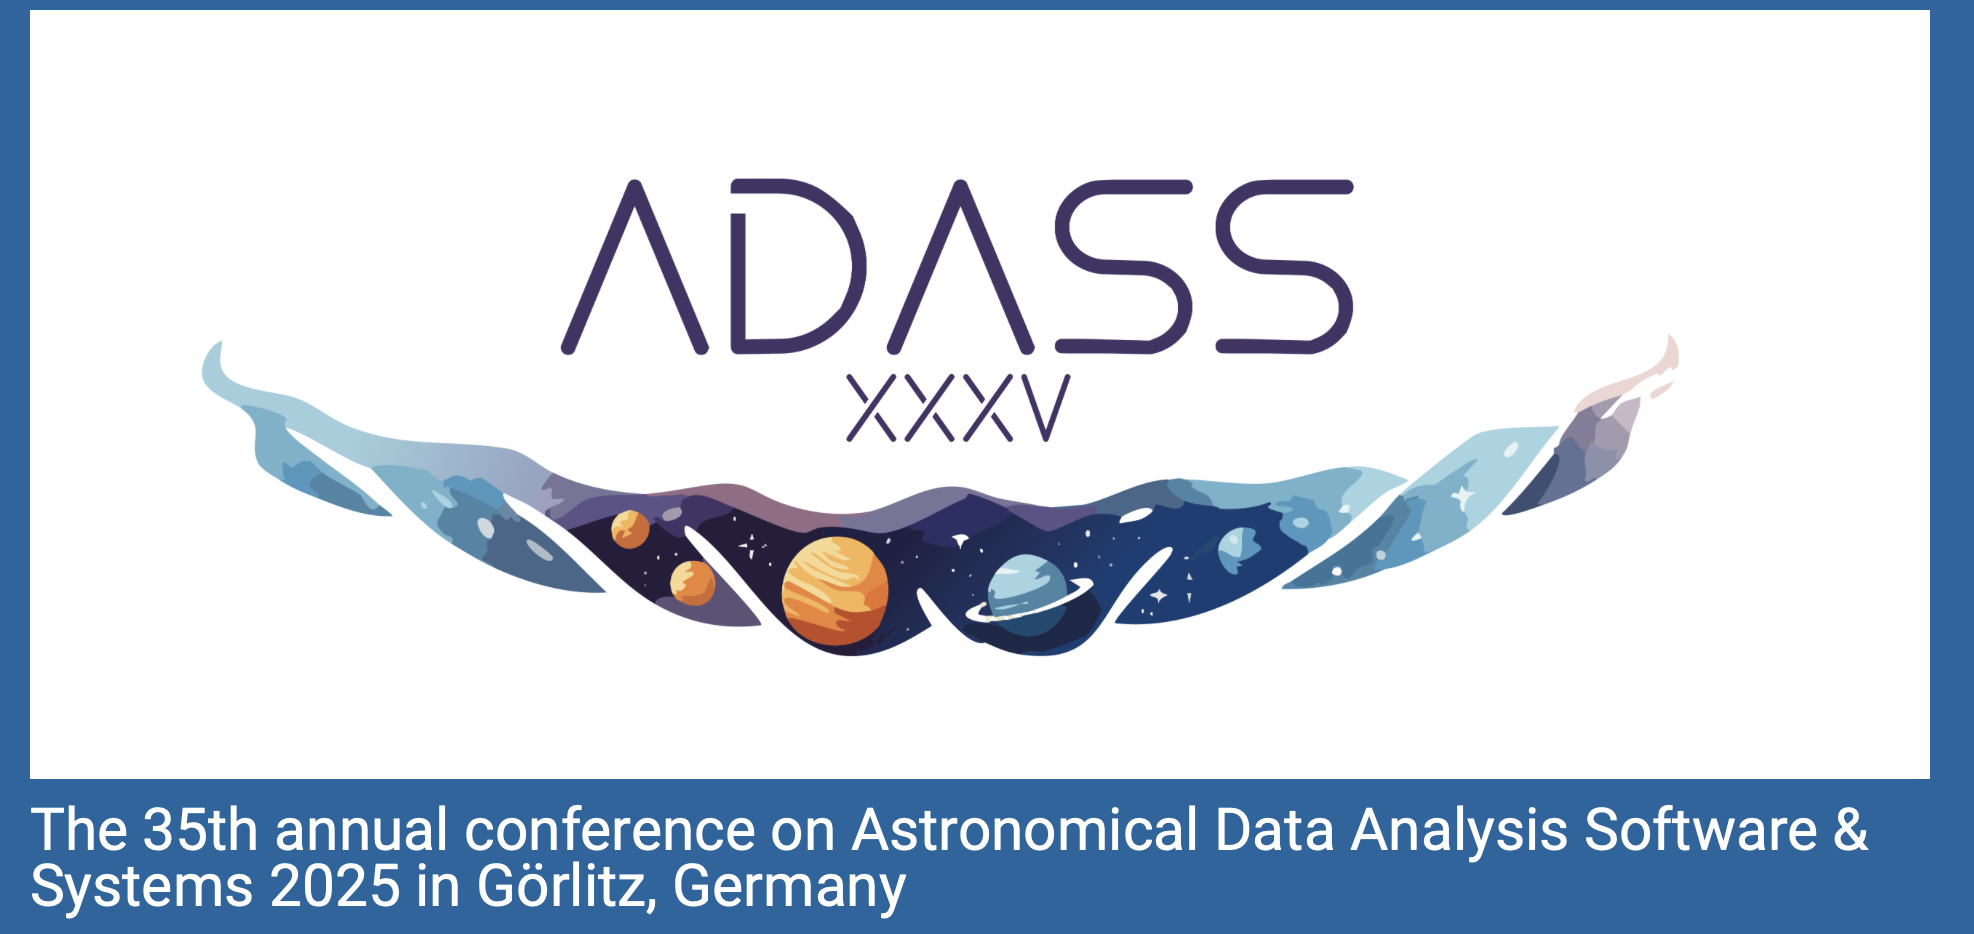 ADASS
XXXV
The 35th annual conference on Astronomical Data Analysis Software &
Systems 2025 in Görlitz, Germany